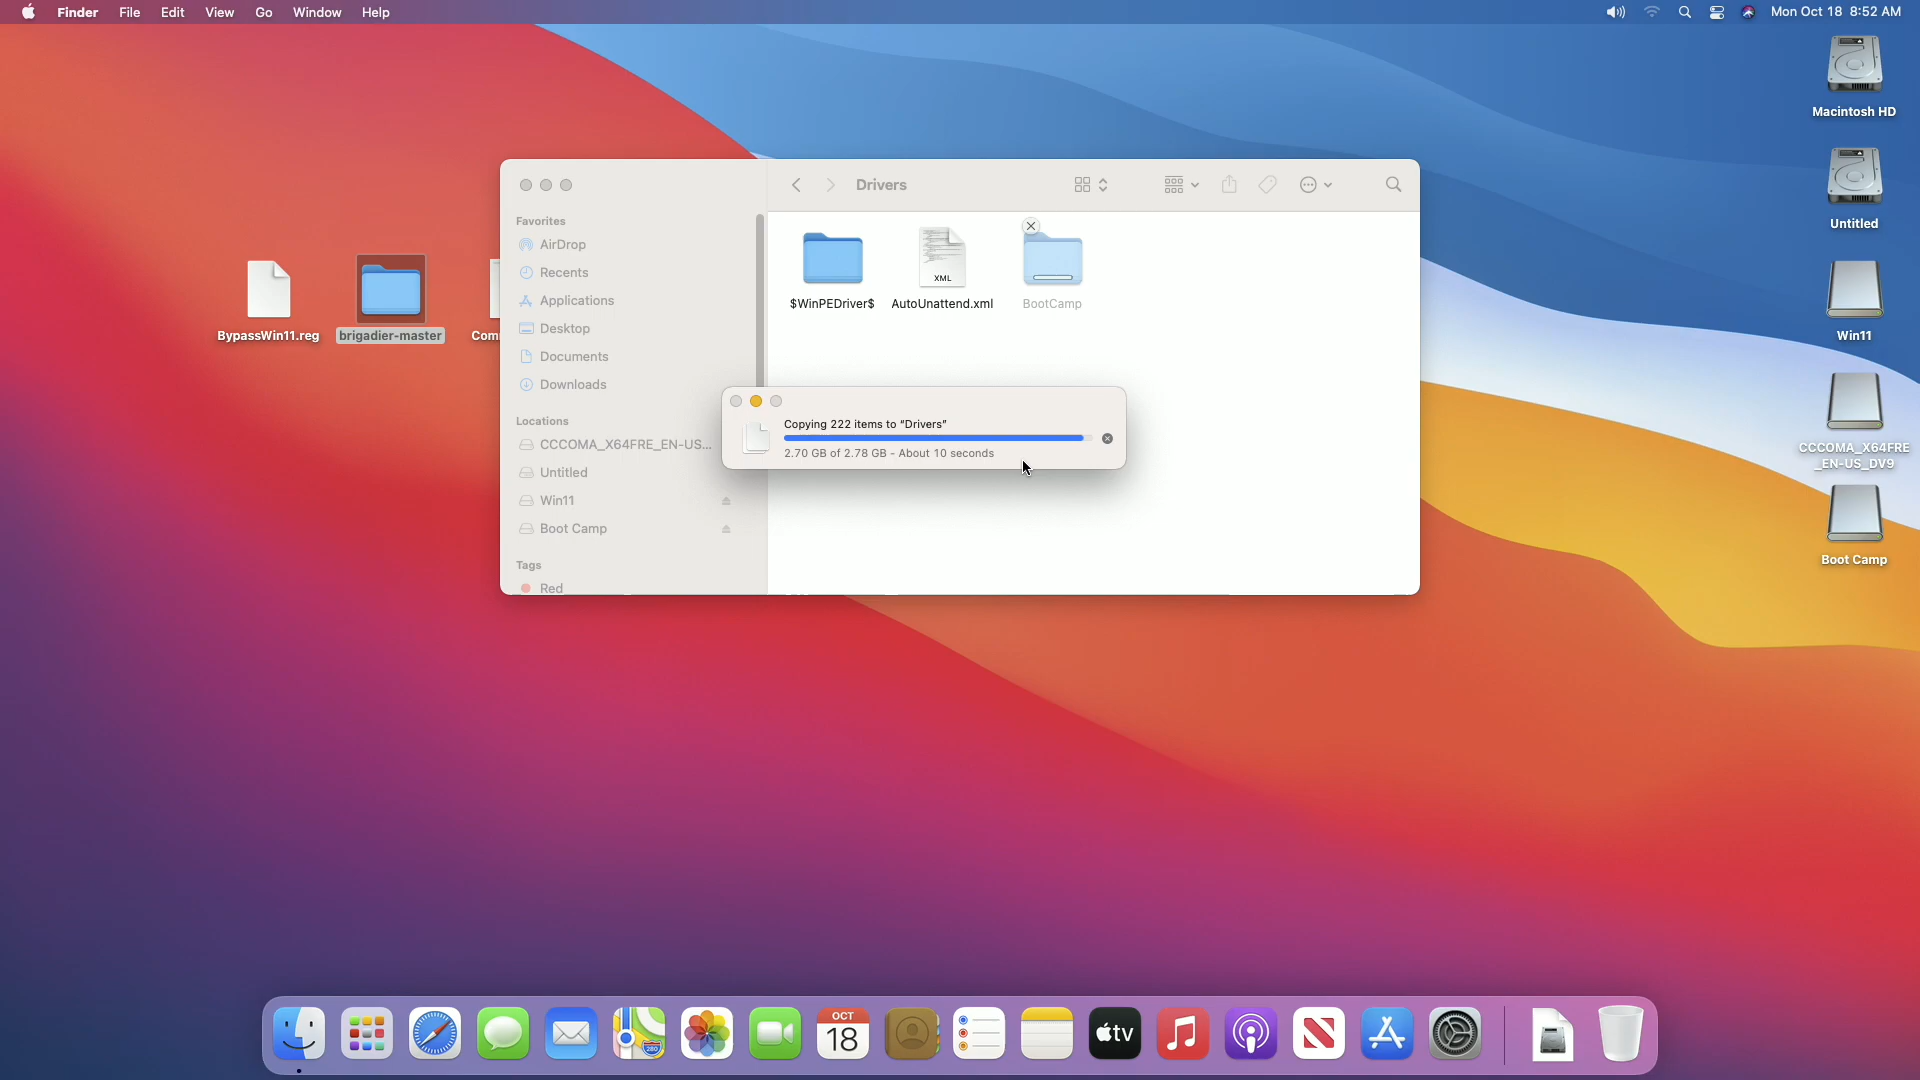 Finder File Edit View Go Window Help
Mon Oct 18 8:52 AM
Macintosh HD
Untitled
Win11
CCCOMA_X64FRE
_EN-US_DV9
Boot Camp
BypassWin11.reg
brigadier-master
Com
Drivers
Favorites
AirDrop
Recents
Applications
Desktop
Documents
Downloads
Locations
CCCOMA_X64FRE_EN-US...
Untitled
Win11
Boot Camp
Tags
Red
XML
$WinPEDriver$
AutoUnattend.xml
BootCamp
Copying 222 items to “Drivers”
2.70 GB of 2.78 GB - About 10 seconds
OCT
18
280
tv